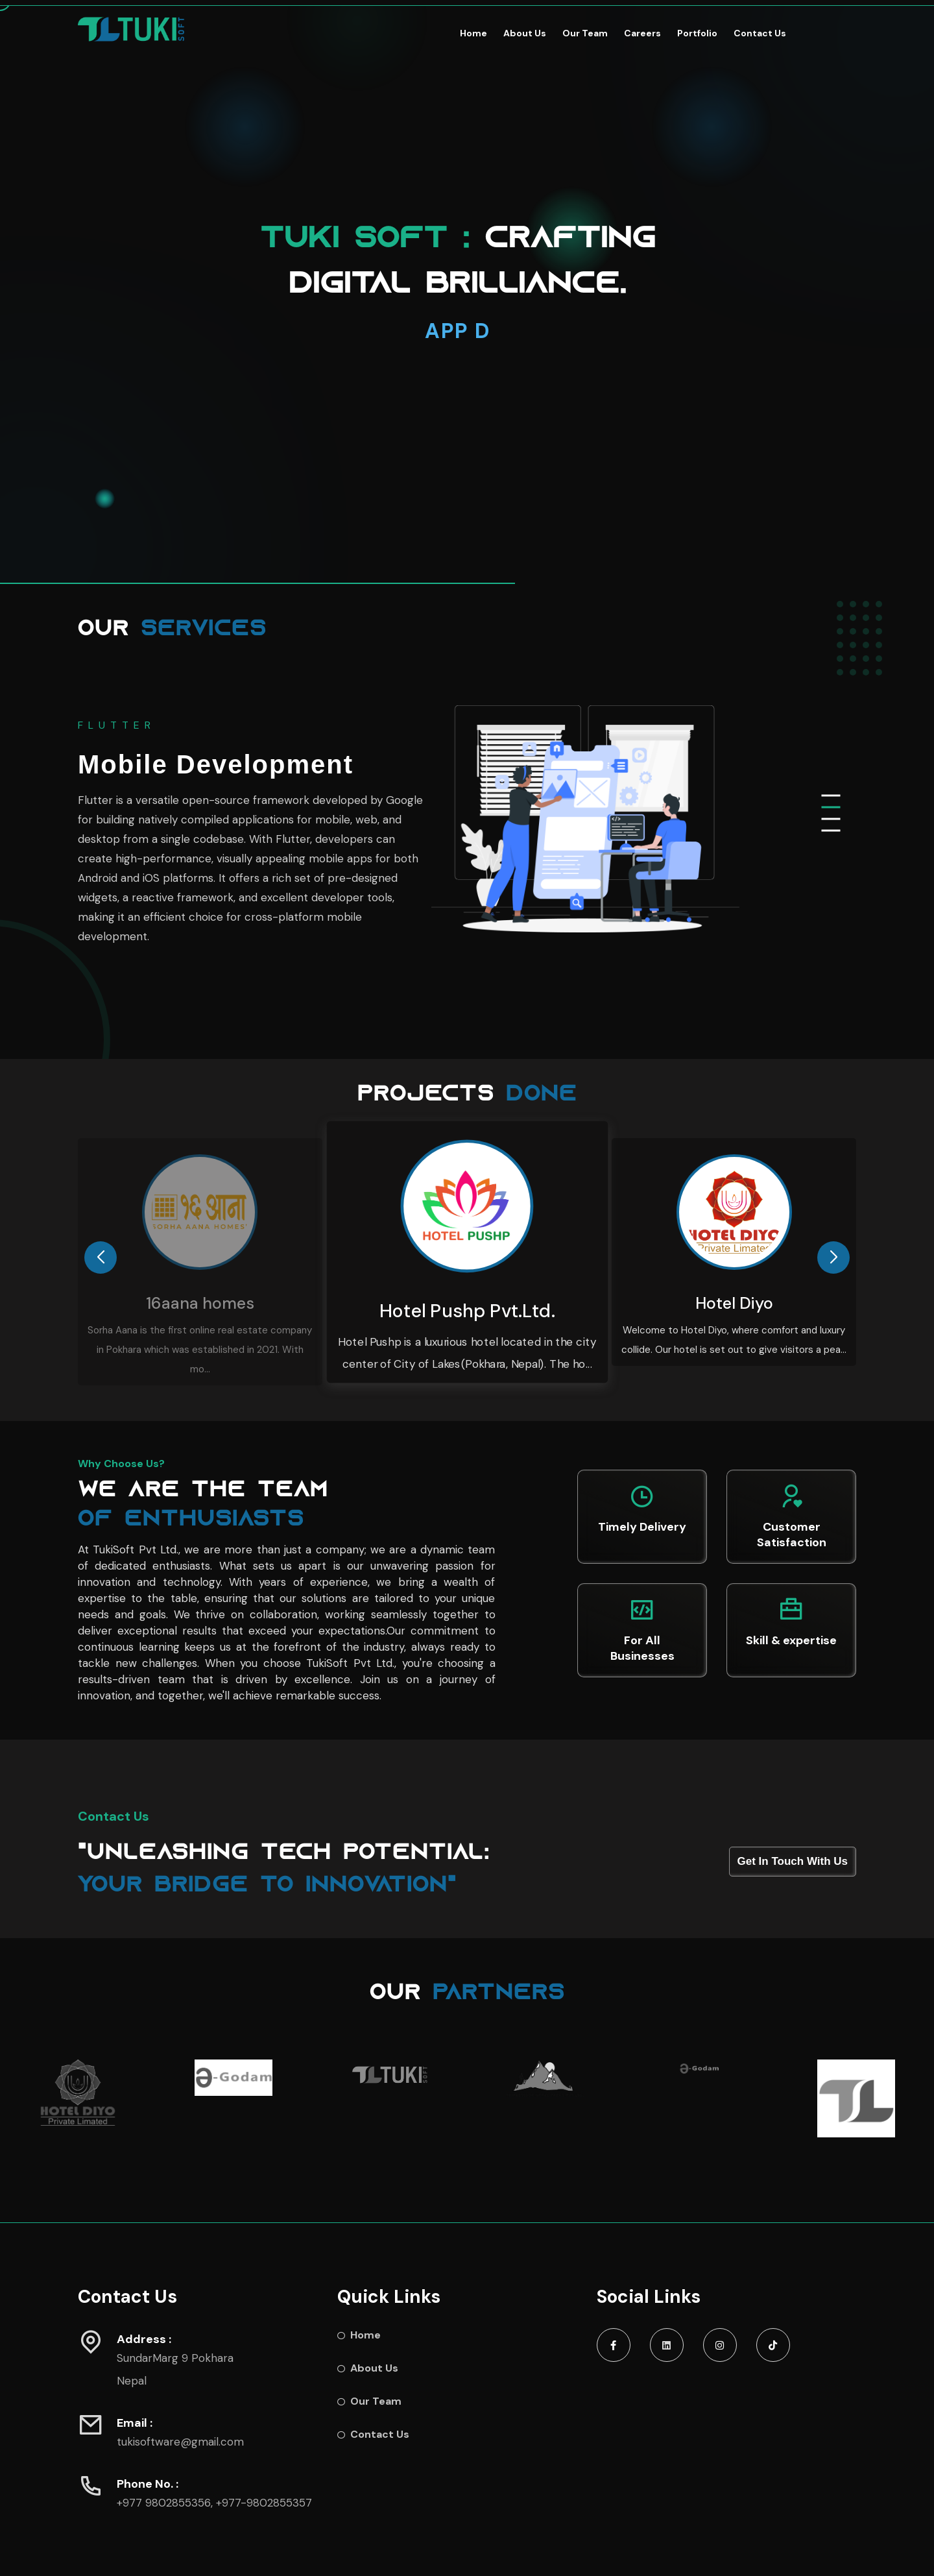 TUKI SOFT
Home About Us Our Team Careers Portfolio Contact Us
TUKI SOFT : CRAFTING
DIGITAL BRILLIANCE.
APP D
OUR SERVICES
FLUTTER
Mobile Development
Flutter is a versatile open-source framework developed by Google
for building natively compiled applications for mobile, web, and
desktop from a single codebase. With Flutter, developers can
create high-performance, visually appealing mobile apps for both
Android and iOS platforms. It offers a rich set of pre-designed
widgets, a reactive framework, and excellent developer tools,
making it an efficient choice for cross-platform mobile
development.
PROJECTS DONE
१६ आना
SORHA AANA HOMES
16aana homes
Sorha Aana is the first online real estate company
in Pokhara which was established in 2021. With
mo...
HOTEL PUSHP
Hotel Pushp Pvt.Ltd.
Hotel Pushp is a luxurious hotel located in the city
center of City of Lakes (Pokhara, Nepal). The ho...
HOTEL DIYO
Private Limated
Hotel Diyo
Welcome to Hotel Diyo, where comfort and luxury
collide. Our hotel is set out to give visitors a pea...
Why Choose Us?
WE ARE THE TEAM
OF ENTHUSIASTS
At TukiSoft Pvt Ltd., we are more than just a company; we are a dynamic team
of dedicated enthusiasts. What sets us apart is our unwavering passion for
innovation and technology. With years of experience, we bring a wealth of
expertise to the table, ensuring that our solutions are tailored to your unique
needs and goals. We thrive on collaboration, working seamlessly together to
deliver exceptional results that exceed your expectations.Our commitment to
continuous learning keeps us at the forefront of the industry, always ready to
tackle new challenges. When you choose TukiSoft Pvt Ltd., you're choosing a
results-driven team that is driven by excellence. Join us on a journey of
innovation, and together, we'll achieve remarkable success.
Timely Delivery
Customer
Satisfaction
For All
Businesses
Skill & expertise
Contact Us
"UNLEASHING TECH POTENTIAL:
YOUR BRIDGE TO INNOVATION"
Get In Touch With Us
OUR PARTNERS
HOTEL DIYO
Private Limated
-Godam
TUKI SOFT
-Godam
Contact Us
Address :
SundarMarg 9 Pokhara
Nepal
Email :
tukisoftware@gmail.com
Phone No. :
+977 9802855356, +977-9802855357
Quick Links
Home
About Us
Our Team
Contact Us
Social Links